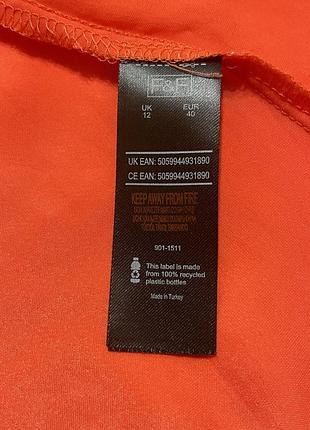 F&F
UK EUR
12 40
UK EAN: 5059944931890
CE EAN: 5059944931890
KEEP AWAY FROM FIRE
901-1511
This label is made
from 100% recycled
plastic bottles
Made in Turkey